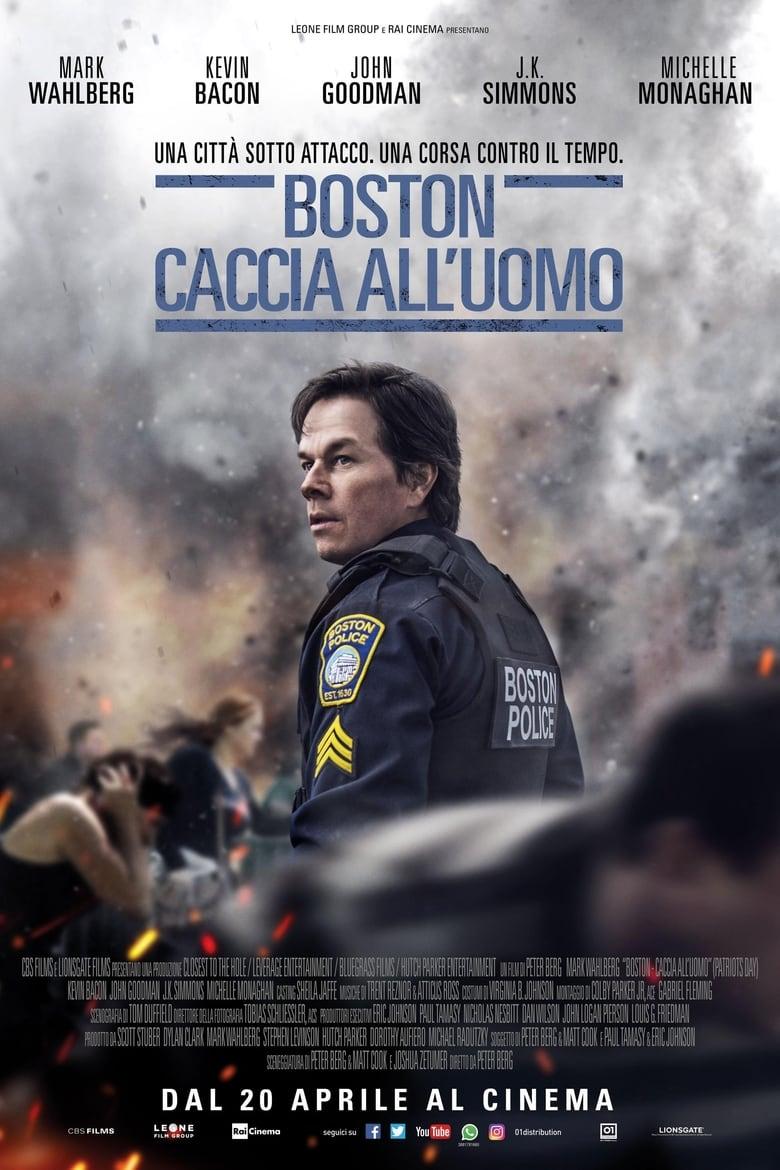 LEONE FILM GROUP E RAI CINEMA PRESENTANO
MARK WAHLBERG
KEVIN BACON
JOHN GOODMAN
J.K. SIMMONS
MICHELLE MONAGHAN
UNA CITTÀ SOTTO ATTACCO. UNA CORSA CONTRO IL TEMPO.
BOSTON
CACCIA ALL'UOMO
BOSTON
POLICE
EST. 1630
BOSTON
POLICE
CBS FILMS E LIONSGATE FILMS PRESENTANO UNA PRODUZIONE CLOSEST TO THE HOLE / LEVERAGE ENTERTAINMENT / BLUEGRASS FILMS / HUTCH PARKER ENTERTAINMENT UN FILM DI PETER BERG MARK WAHLBERG "BOSTON - CACCIA ALL'UOMO" (PATRIOTS DAY)
KEVIN BACON JOHN GOODMAN J.K. SIMMONS MICHELLE MONAGHAN CASTING SHEILA JAFFE MUSICHE DI TRENT REZNOR & ATTICUS ROSS COSTUMI DI VIRGINIA B. JOHNSON MONTAGGIO DI COLBY PARKER JR, ACE GABRIEL FLEMING
SCENOGRAFIA DI TOM DUFFIELD DIRETTORE DELLA FOTOGRAFIA TOBIAS SCHLIESSLER, ASC PRODUTTORI ESECUTIVI ERIC JOHNSON PAUL TAMASY NICHOLAS NESBITT DAN WILSON JOHN LOGAN PIERSON LOUIS G. FRIEDMAN
PRODOTTO DA SCOTT STUBER DYLAN CLARK MARK WAHLBERG STEPHEN LEVINSON HUTCH PARKER DOROTHY AUFIERO MICHAEL RADUTZKY SOGGETTO DI PETER BERG & MATT COOK E PAUL TAMASY & ERIC JOHNSON
SCENEGGIATURA DI PETER BERG & MATT COOK E JOSHUA ZETUMER DIRETTO DA PETER BERG
DAL 20 APRILE AL CINEMA
CBS FILMS
LEONE
FILM GROUP
Rai Cinema
seguici su
YouTube
01distribution
01
LIONSGATE